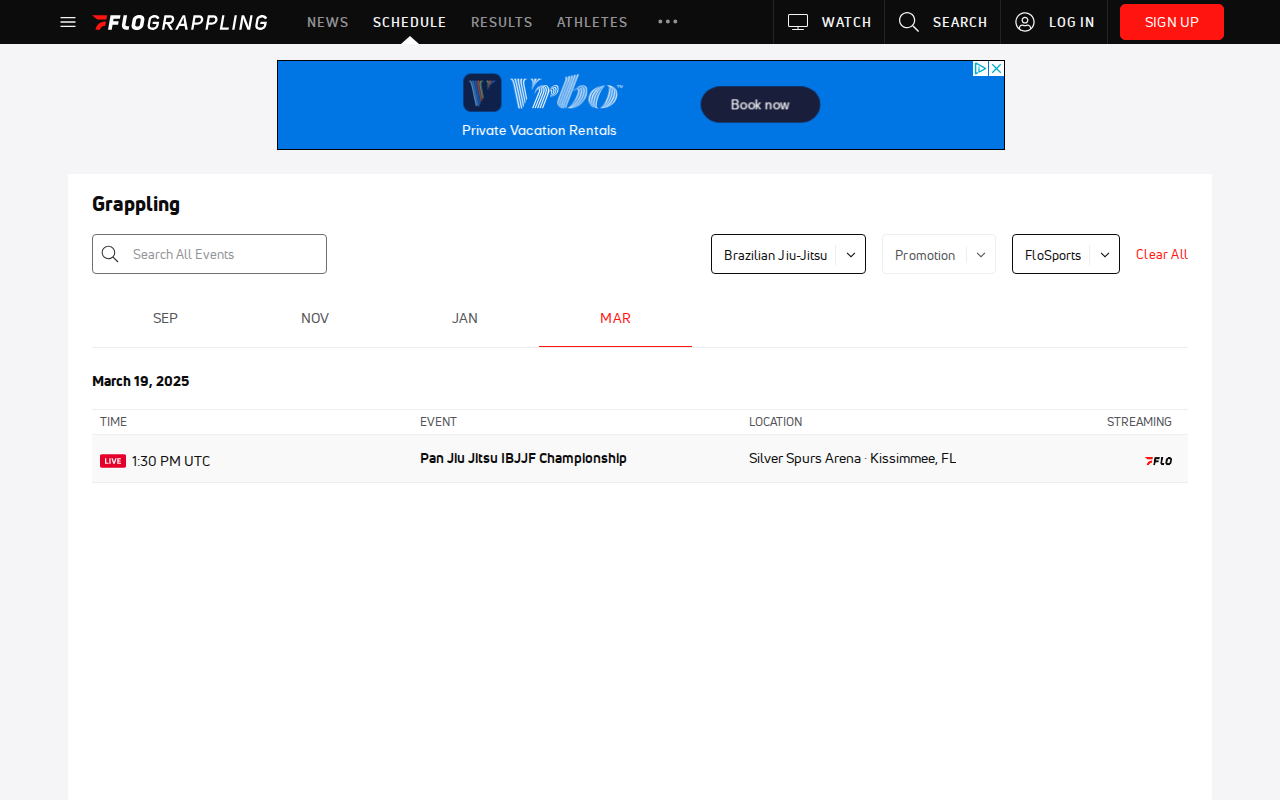 FLOGRAPPLING NEWS SCHEDULE RESULTS ATHLETES ••• WATCH SEARCH LOG IN SIGN UP
Vrbo™
Private Vacation Rentals
Book now
Grappling
Search All Events Brazilian Jiu-Jitsu Promotion FloSports Clear All
SEP NOV JAN MAR
March 19, 2025
TIME EVENT LOCATION STREAMING
LIVE 1:30 PM UTC Pan Jiu Jitsu IBJJF Championship Silver Spurs Arena · Kissimmee, FL FLO